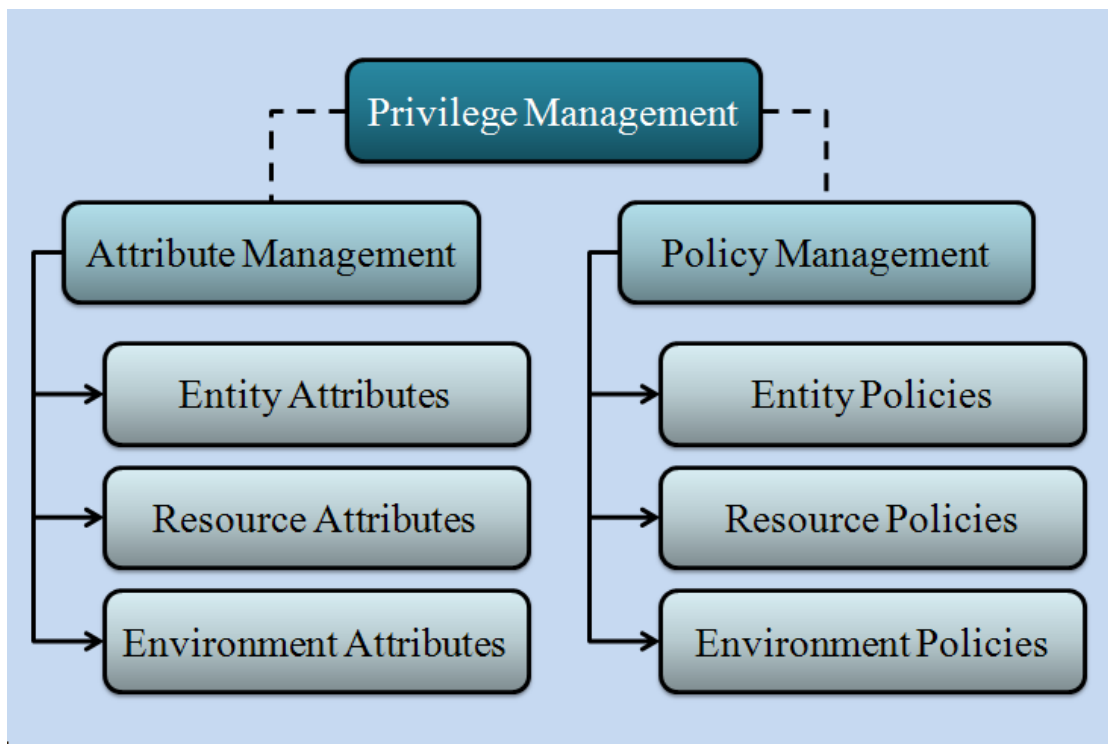 Privilege Management
Attribute Management
Policy Management
Entity Attributes
Entity Policies
Resource Attributes
Resource Policies
Environment Attributes
Environment Policies